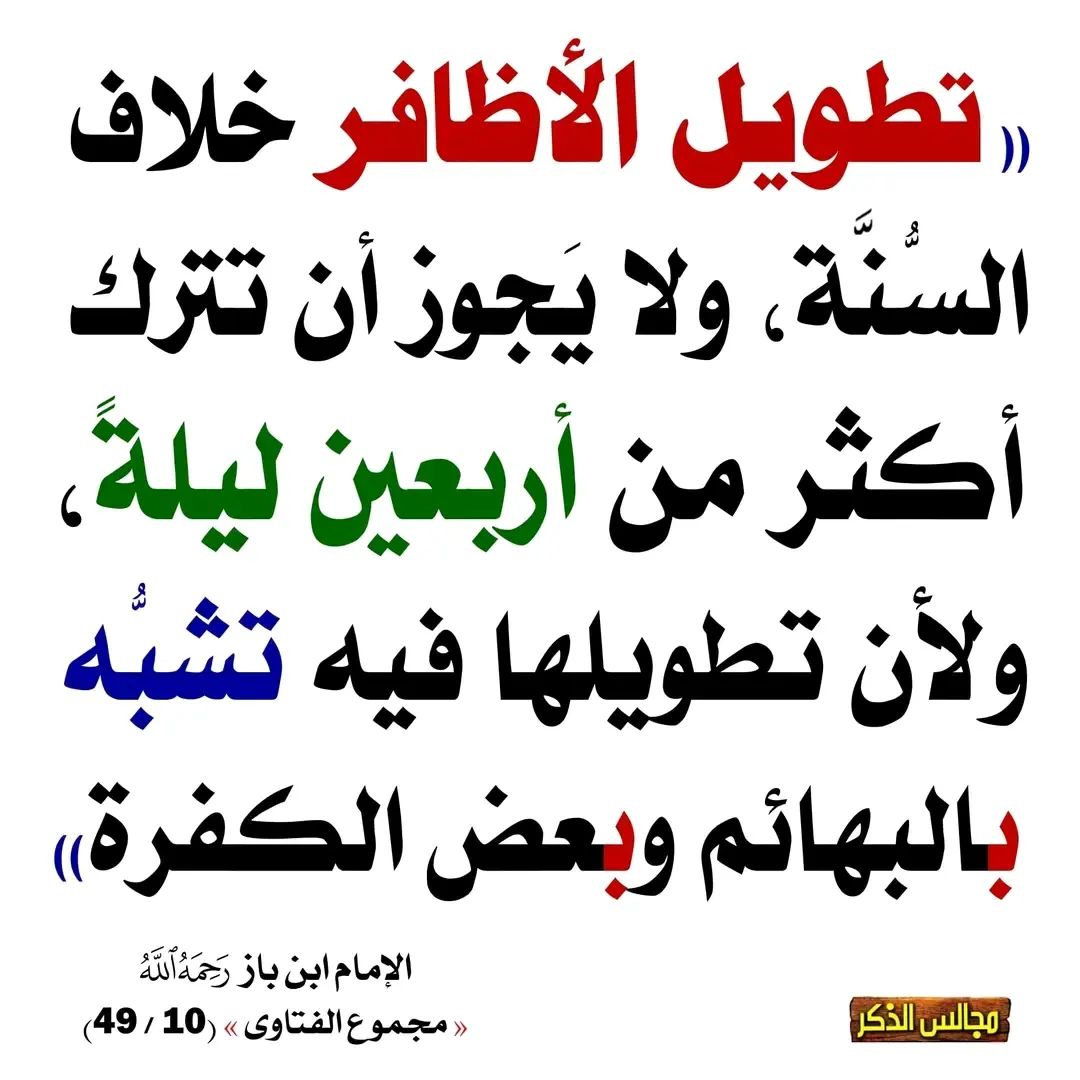 (( تطويل الأظافر خلاف
السُّنَّة، ولا يَجوز أن تترك
أكثر من أربعين ليلةً،
ولأن تطويلها فيه تشبُّه
بالبهائم وبعض الكفرة))
الإمام ابن باز رَحِمَهُ ٱللَّهُ
« مجموع الفتاوى » (10 / 49)
مجالس الذكر